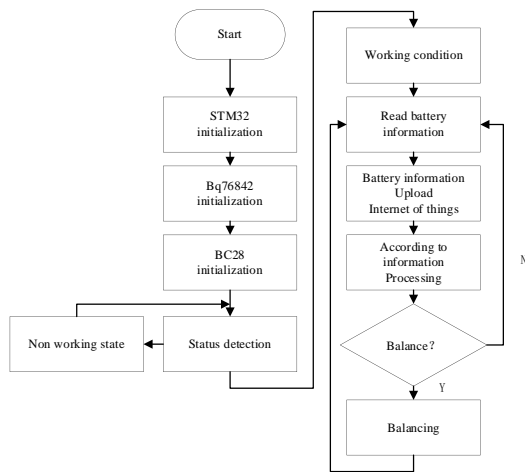 Start
STM32
initialization
Bq76842
initialization
BC28
initialization
Non working state
Status detection
Working condition
Read battery
information
Battery information
Upload
Internet of things
According to
information
Processing
N
Balance？
Y
Balancing